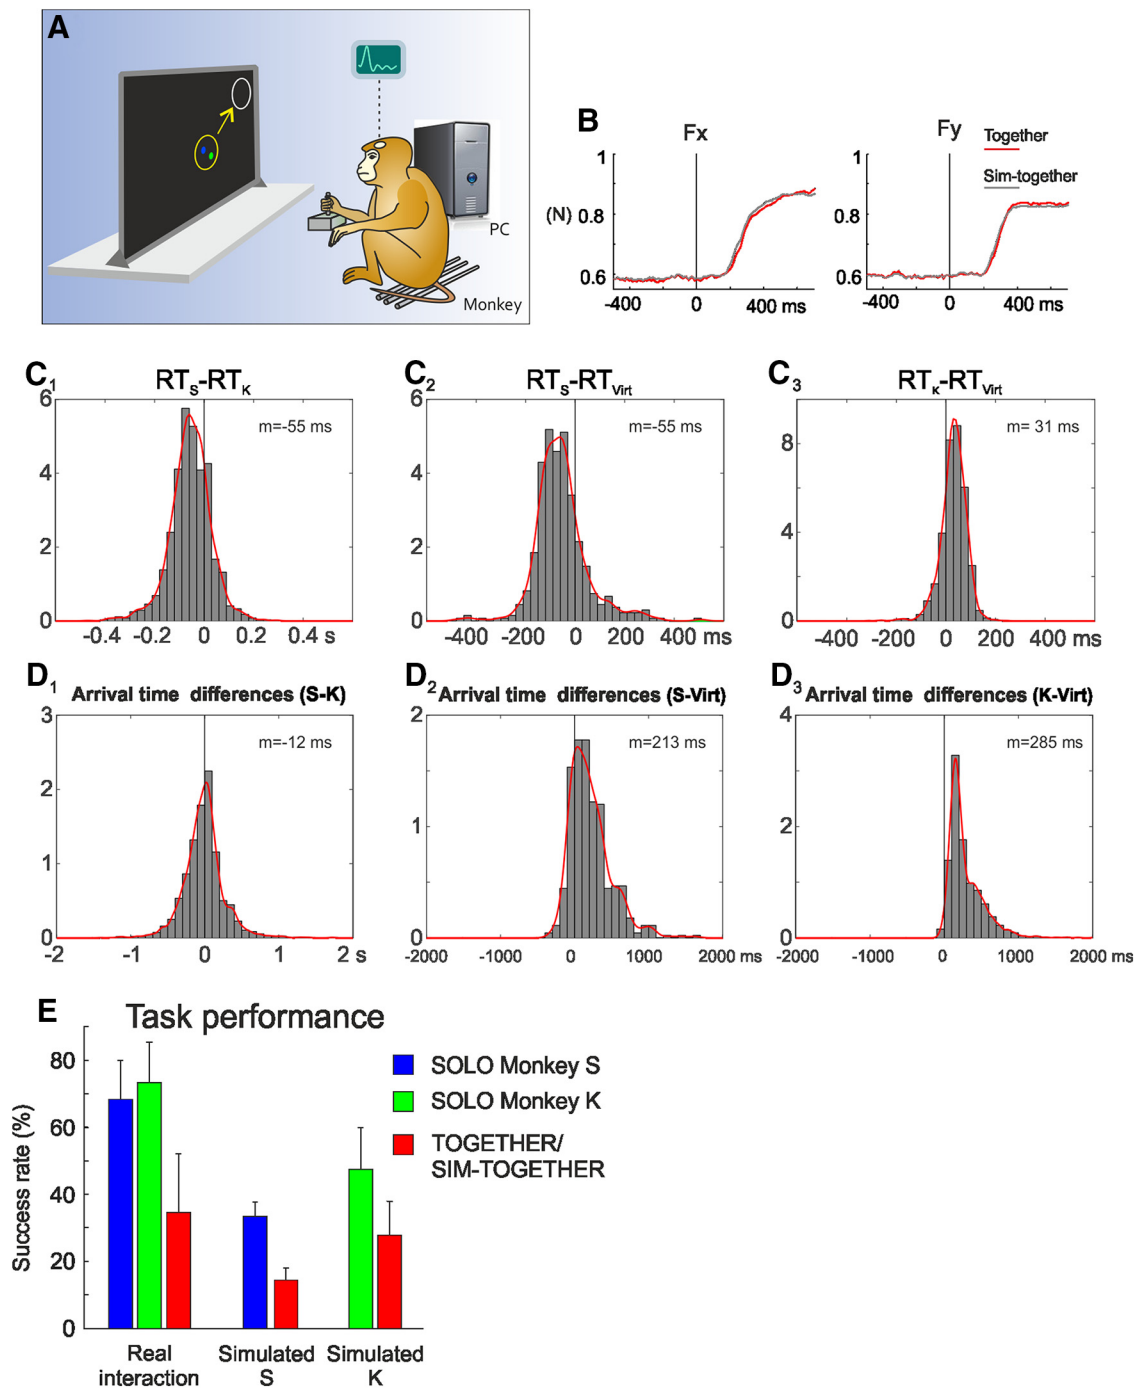 A
PC
Monkey
B
Fx
Fy
Together
Sim-together
(N)
1
0.8
0.6
-400
0
400 ms
1
0.8
0.6
-400
0
400 ms
C1
RTS-RTK
m=-55 ms
6
4
2
0
-0.4
-0.2
0
0.2
0.4 s
C2
RTS-RTVirt
m=-55 ms
6
4
2
0
-400
-200
0
200
400 ms
C3
RTK-RTVirt
m= 31 ms
8
4
0
-400
-200
0
200
400 ms
D1
Arrival time differences (S-K)
m=-12 ms
3
2
1
0
-2
-1
0
1
2 s
D2
Arrival time differences (S-Virt)
m=213 ms
2
1
0
-2000
-1000
0
1000
2000 ms
D3
Arrival time differences (K-Virt)
m=285 ms
4
2
0
-2000
-1000
0
1000
2000 ms
E
Task performance
Success rate (%)
80
60
40
20
0
SOLO Monkey S
SOLO Monkey K
TOGETHER/
SIM-TOGETHER
Real
interaction
Simulated
S
Simulated
K